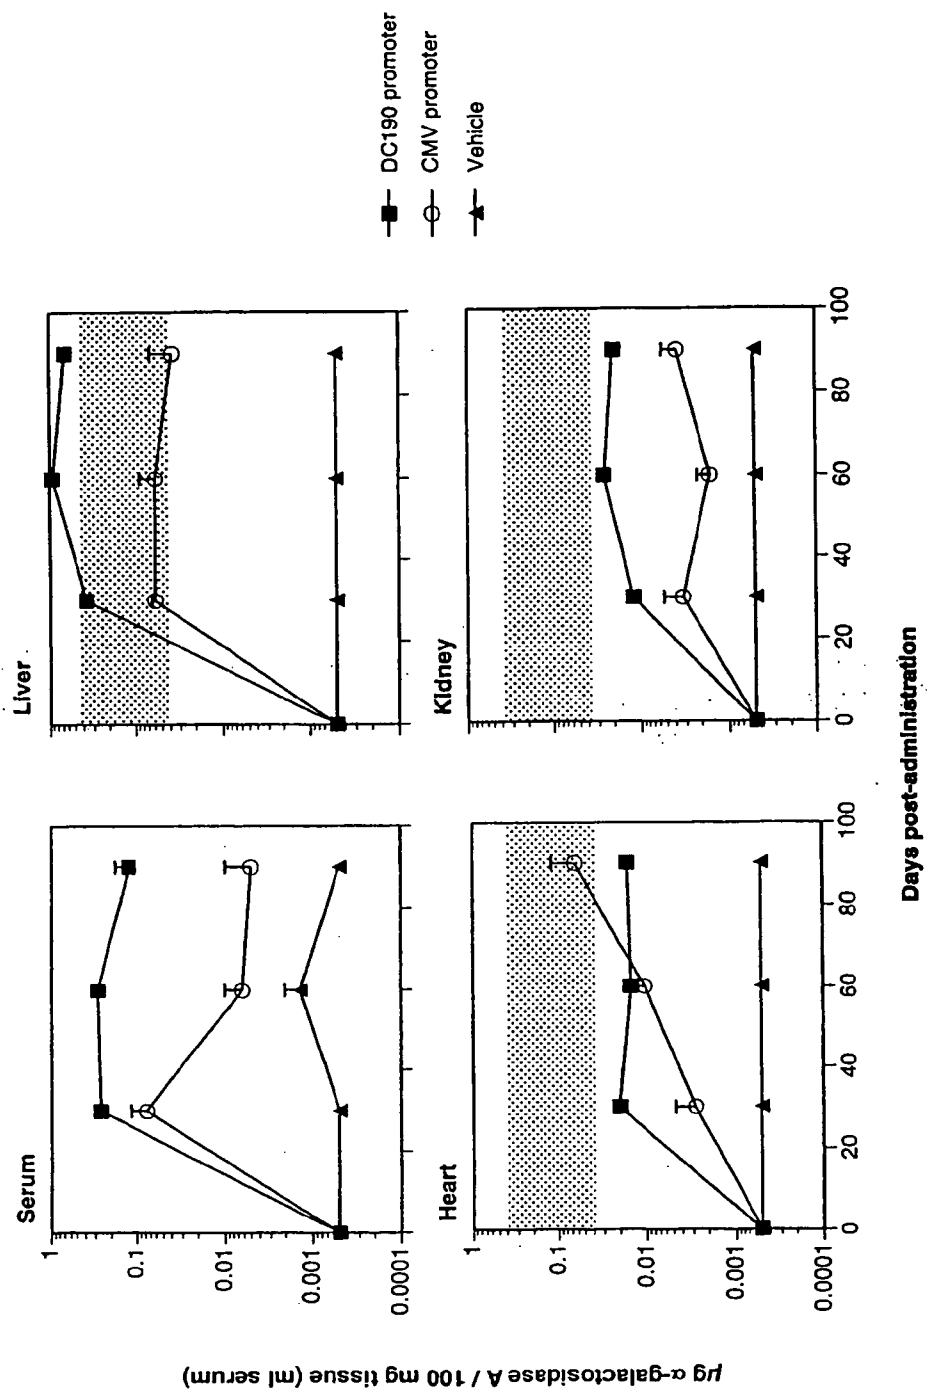 Serum
Liver
1
0.1
0.01
0.001
0.0001
Heart
Kidney
1
0.1
0.01
0.001
0.0001
0
20
40
60
80
100
0
20
40
60
80
100
Days post-administration
µg α-galactosidase A / 100 mg tissue (ml serum)
DC190 promoter
CMV promoter
Vehicle